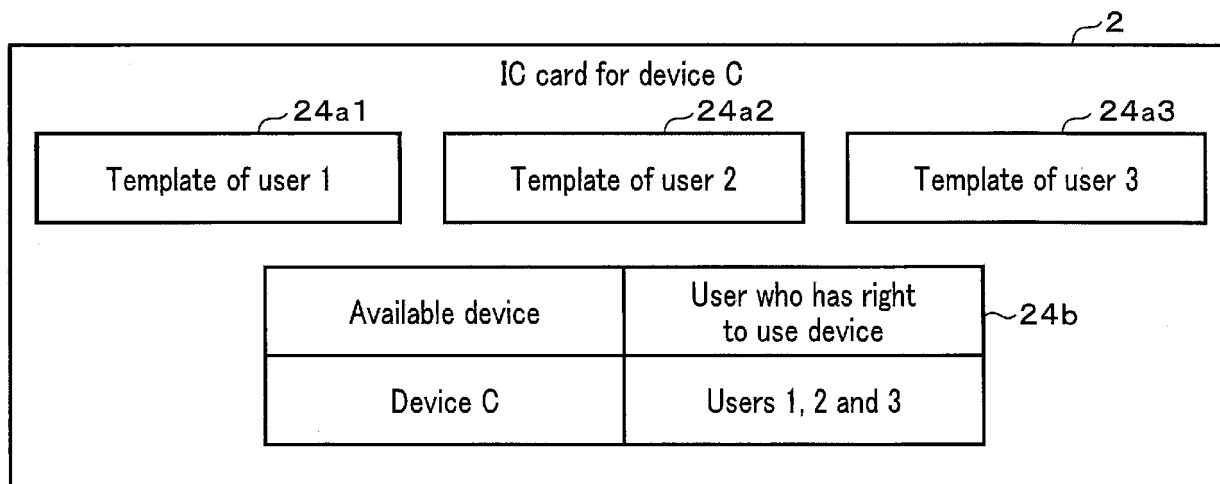 2
IC card for device C
24a1
24a2
24a3
Template of user 1
Template of user 2
Template of user 3
Available device
User who has right
to use device
24b
Device C
Users 1, 2 and 3